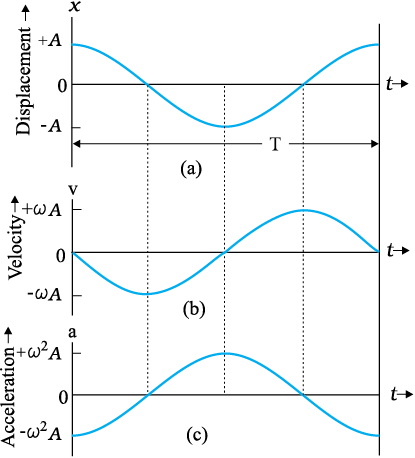 x
Displacement→
+A
0
-A
t→
T
(a)
v
Velocity→
+ωA
0
-ωA
t→
(b)
a
Acceleration→
+ω²A
0
-ω²A
t→
(c)